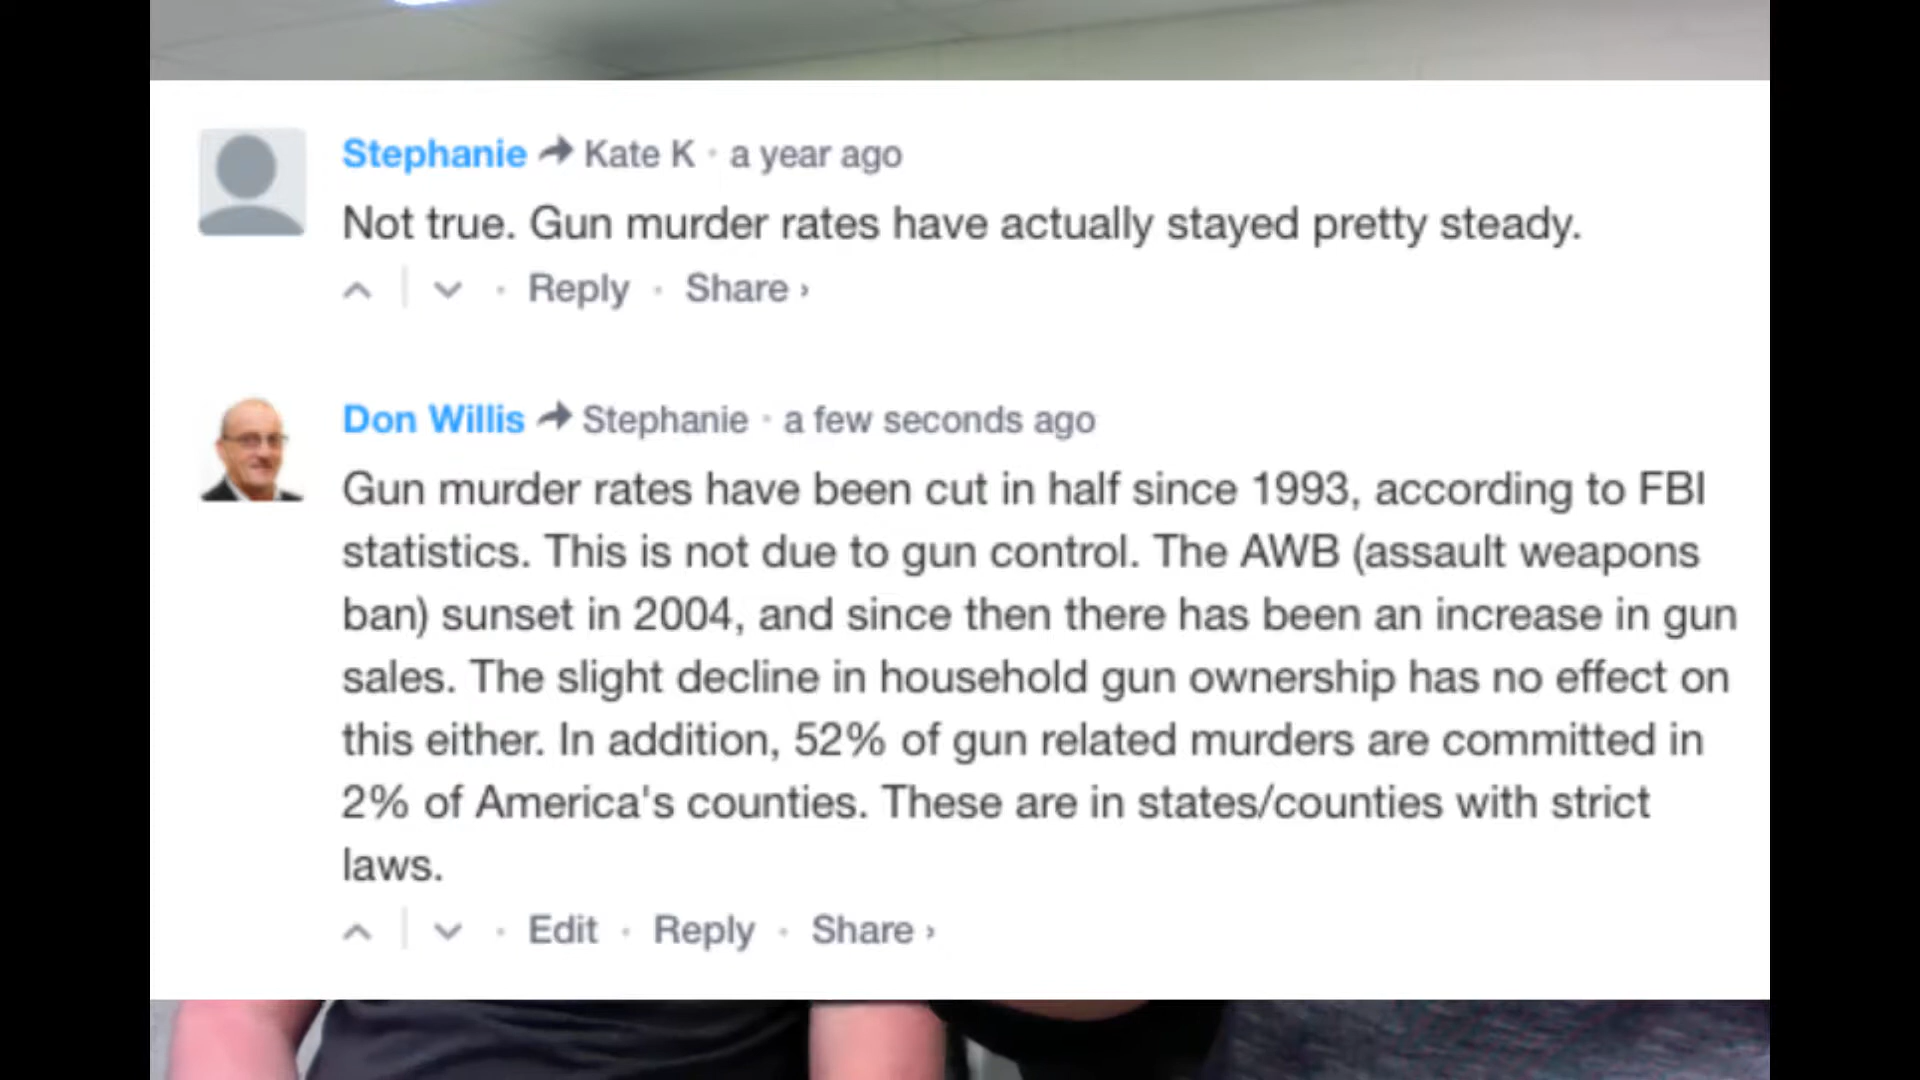 Stephanie → Kate K · a year ago
Not true. Gun murder rates have actually stayed pretty steady.
Reply · Share ›
Don Willis → Stephanie · a few seconds ago
Gun murder rates have been cut in half since 1993, according to FBI
statistics. This is not due to gun control. The AWB (assault weapons
ban) sunset in 2004, and since then there has been an increase in gun
sales. The slight decline in household gun ownership has no effect on
this either. In addition, 52% of gun related murders are committed in
2% of America's counties. These are in states/counties with strict
laws.
Edit · Reply · Share ›